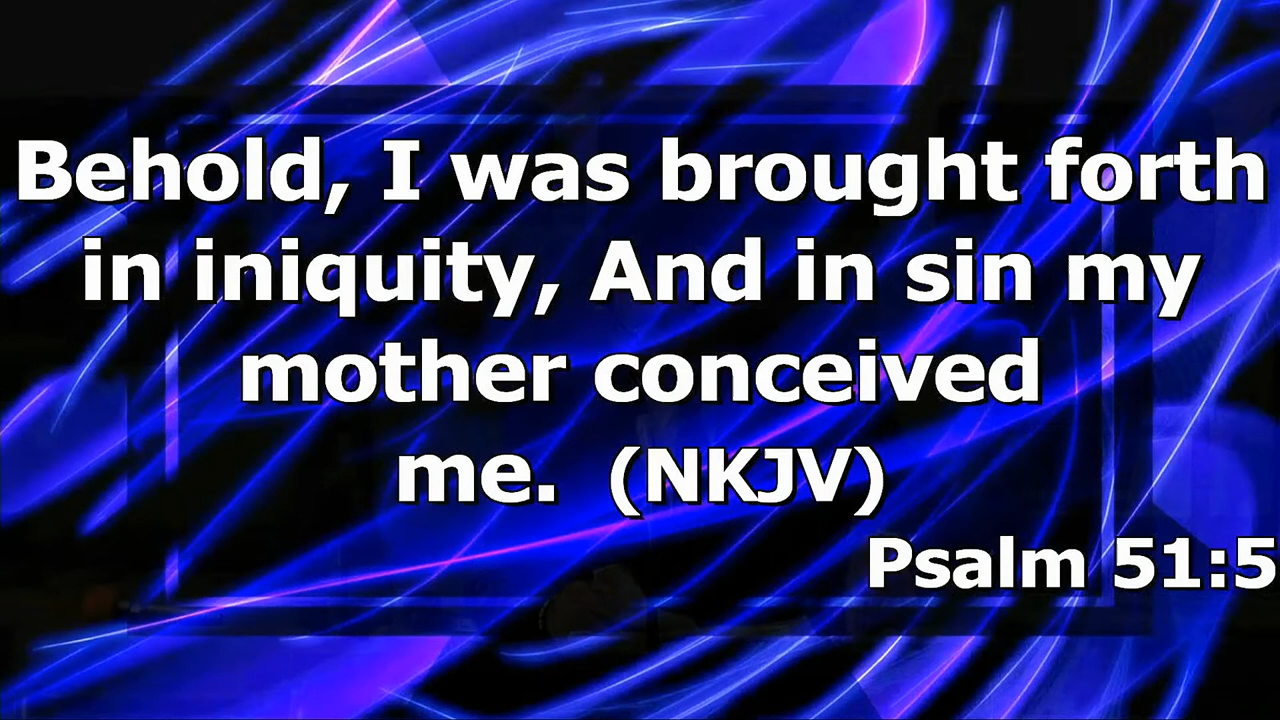 Behold, I was brought forth
in iniquity, And in sin my
mother conceived
me. (NKJV)
Psalm 51:5